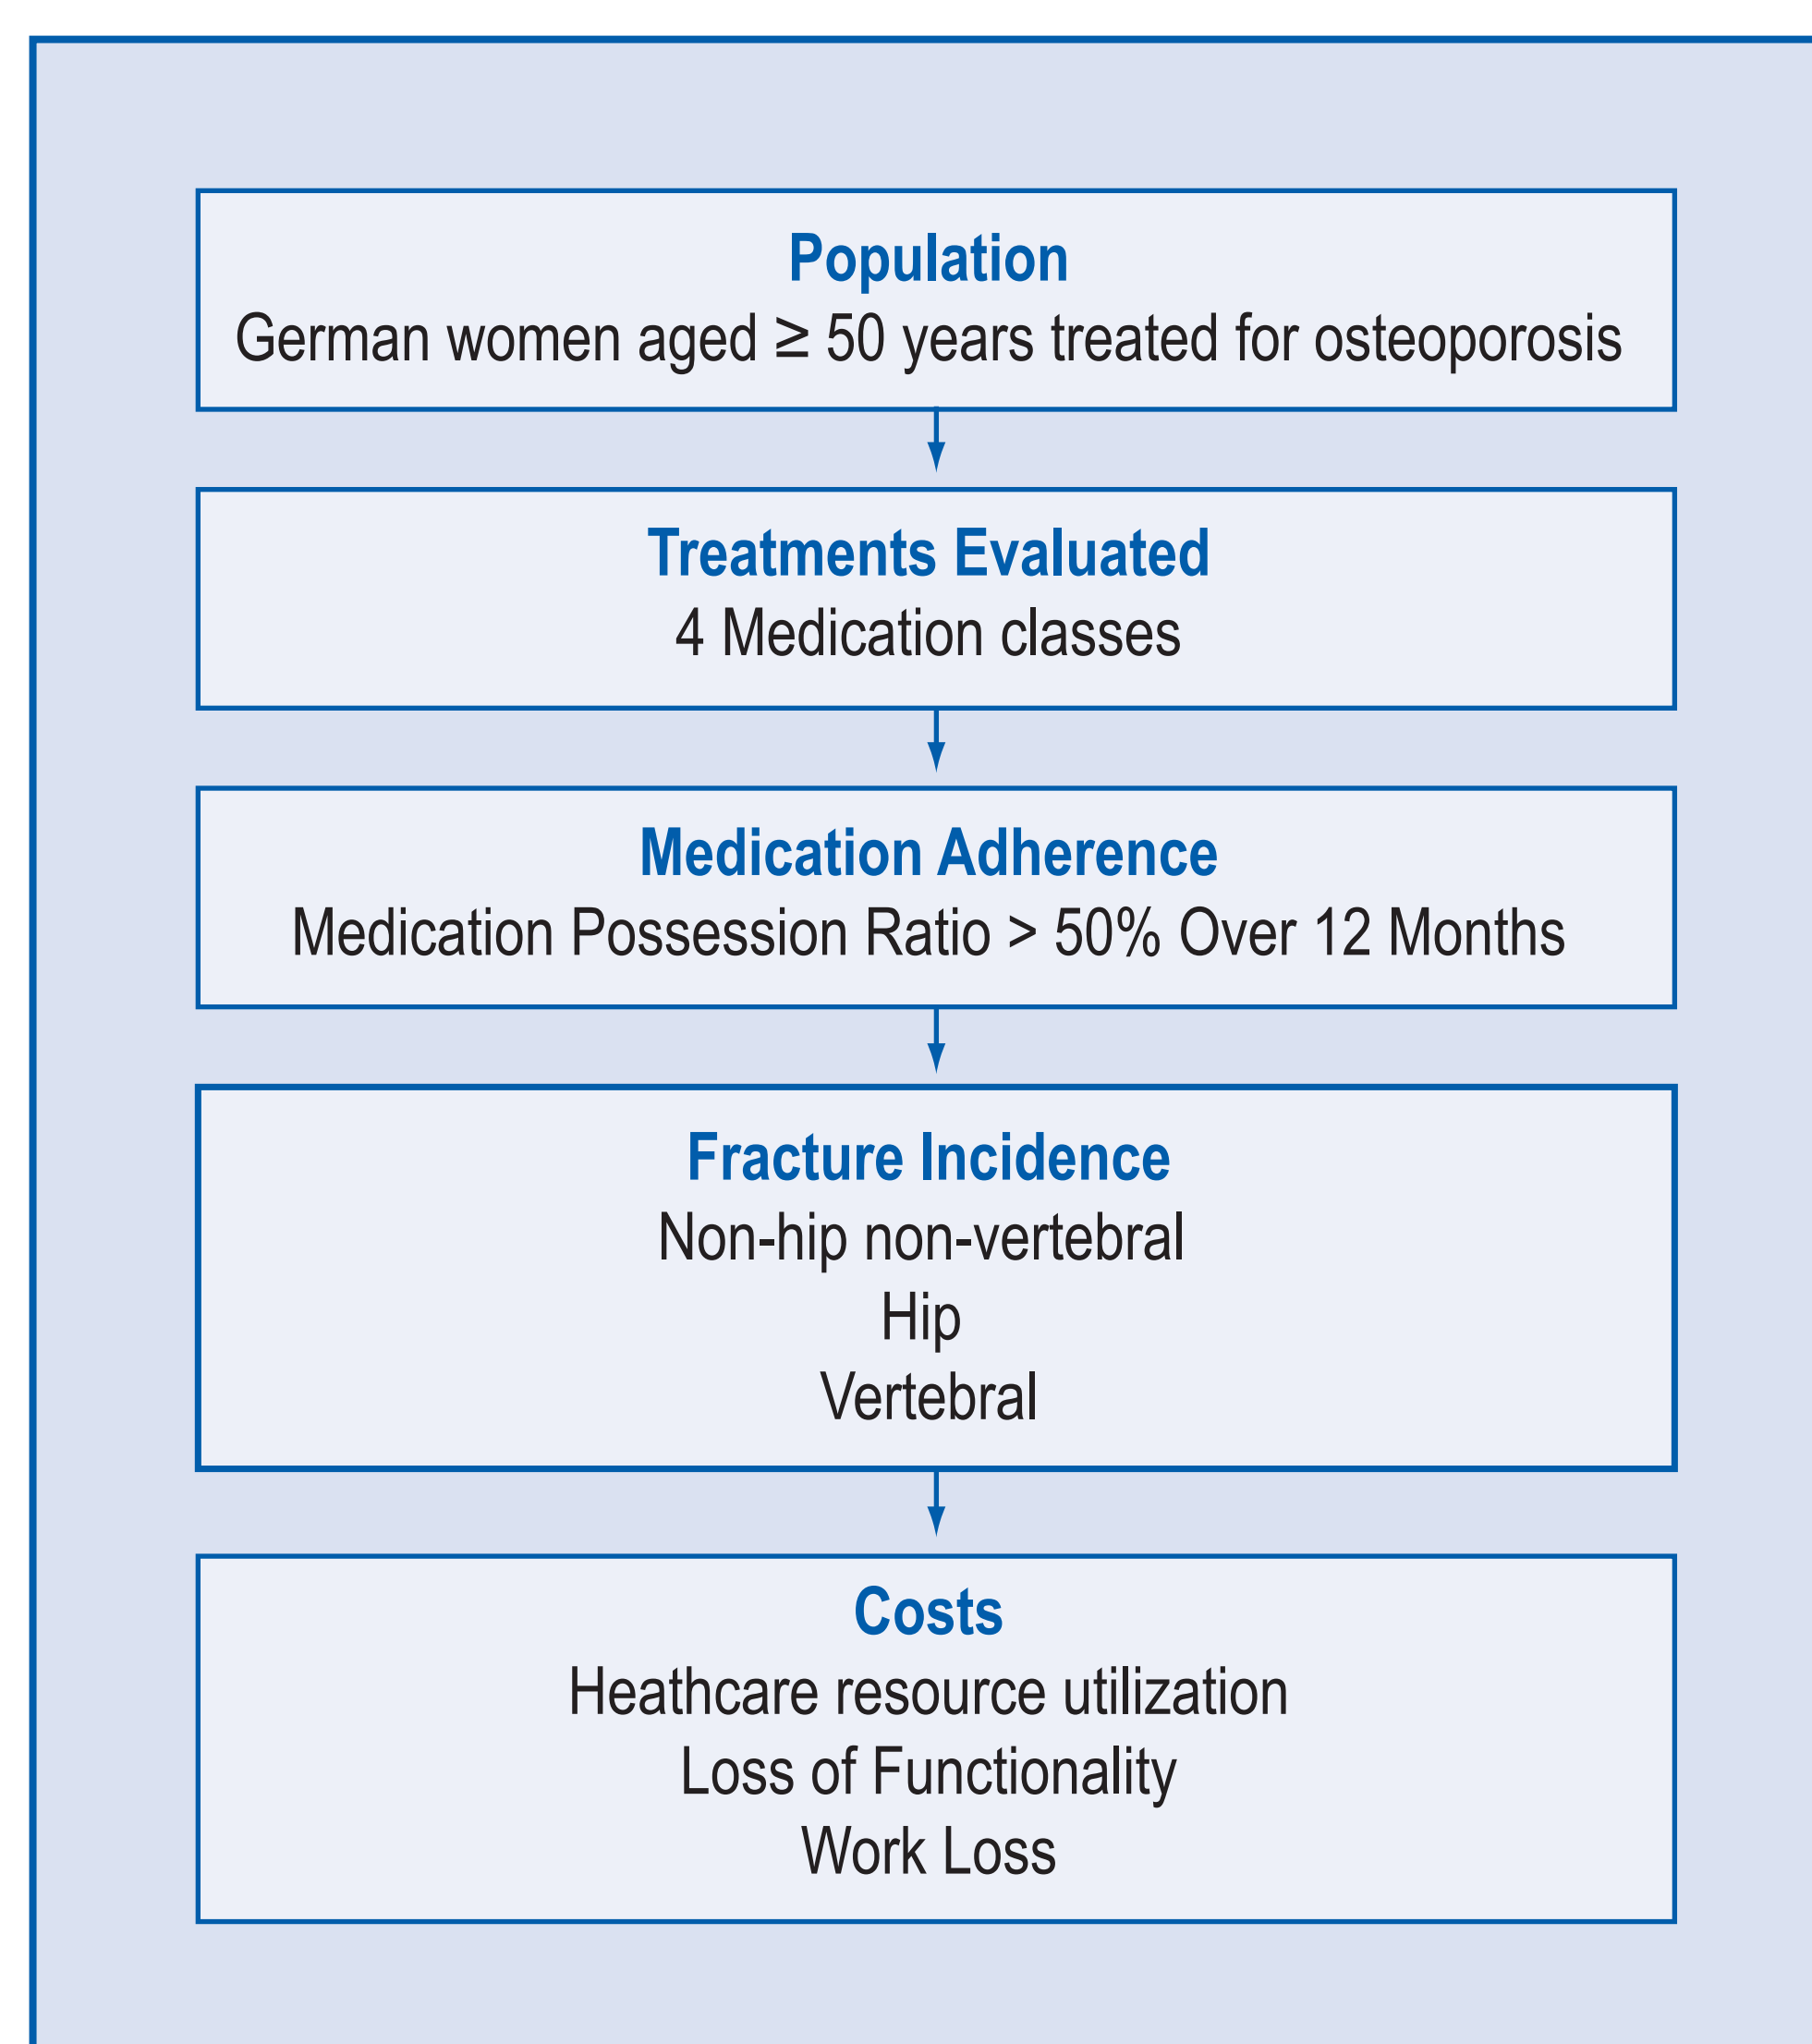 Population
German women aged ≥ 50 years treated for osteoporosis
Treatments Evaluated
4 Medication classes
Medication Adherence
Medication Possession Ratio > 50% Over 12 Months
Fracture Incidence
Non-hip non-vertebral
Hip
Vertebral
Costs
Heathcare resource utilization
Loss of Functionality
Work Loss